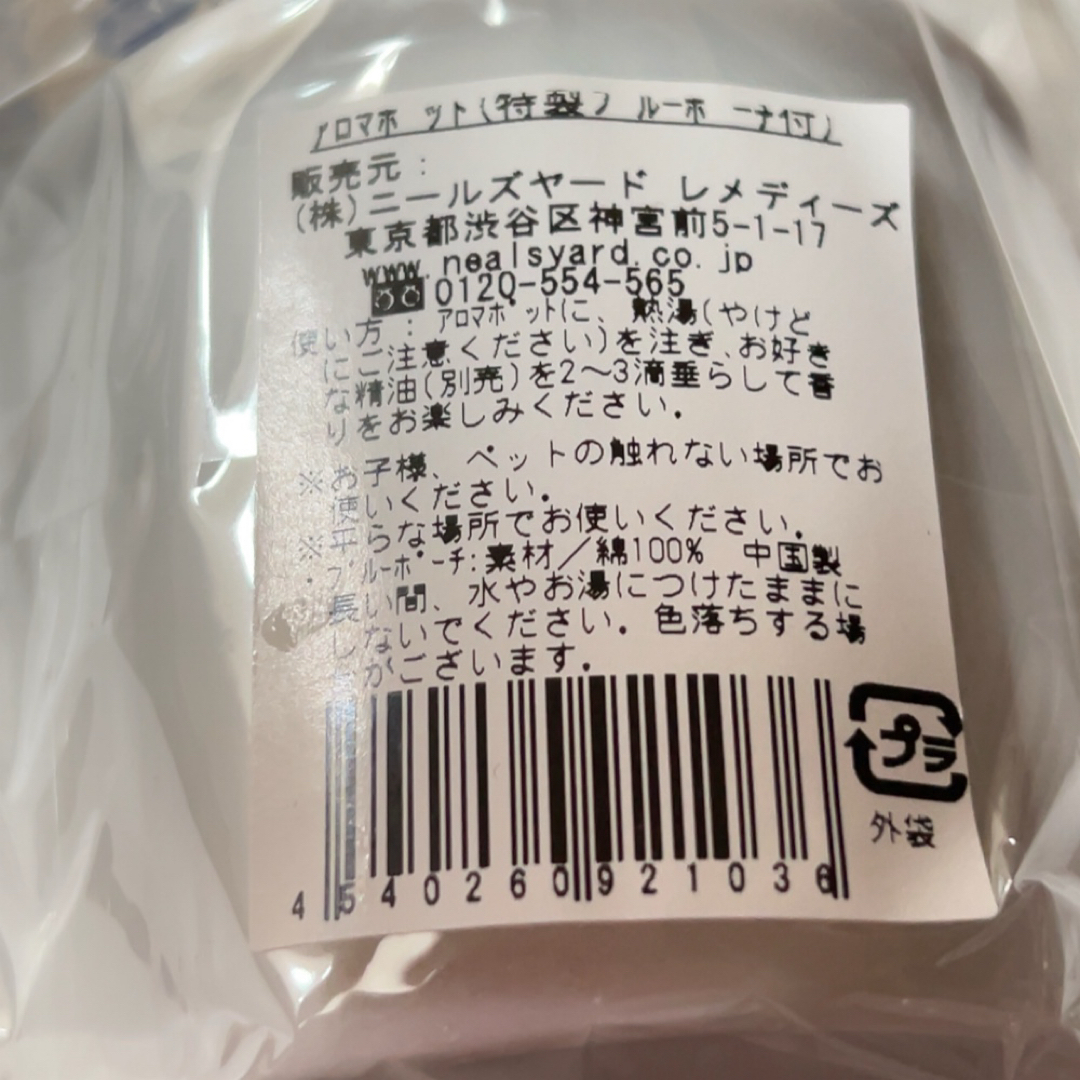 アロマポット(特製ブルーポーチ付)
販売元:
(株)ニールズヤード レメディーズ
東京都渋谷区神宮前5-1-17
www.nealsyard.co.jp
0120-554-565
使い方:アロマポットに、熱湯(やけど
にご注意ください)を注ぎ、お好き
な精油(別売)を2〜3滴垂らして香
りをお楽しみください.
※お子様、ペットの触れない場所でお
使いください.
※平らな場所でお使いください.
・ブルーポーチ:素材/綿100% 中国製
長い間、水やお湯につけたままに
しないでください.色落ちする場
がございます.
プラ
外袋
4540260921036